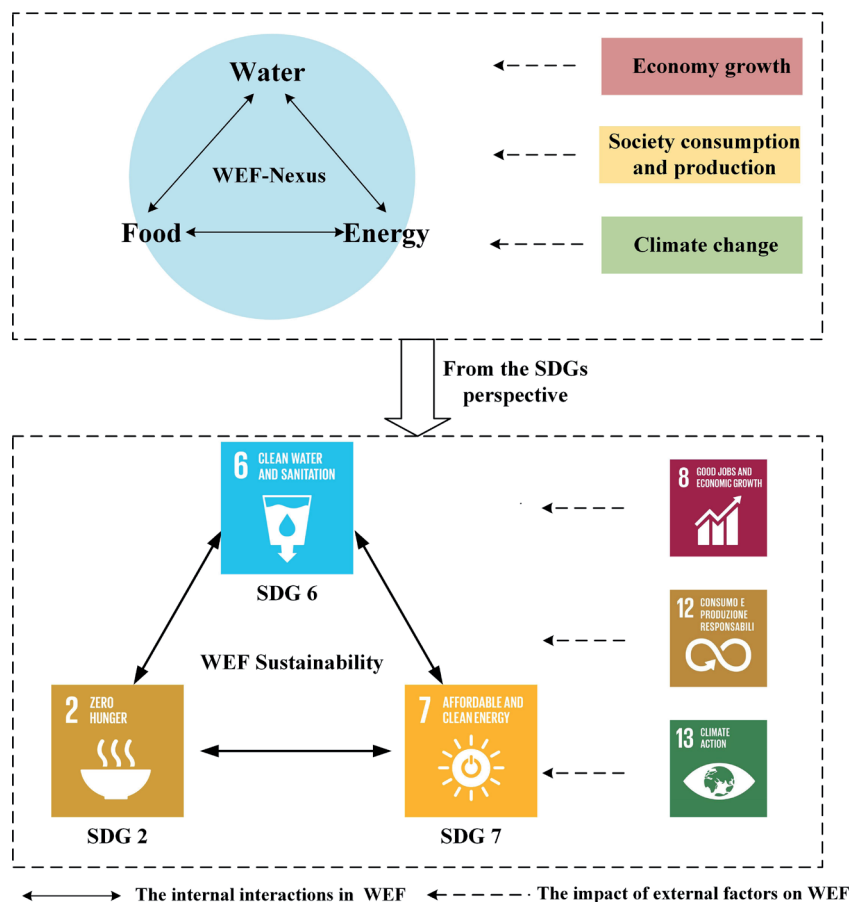 Water
WEF-Nexus
Food
Energy
Economy growth
Society consumption
and production
Climate change
From the SDGs
perspective
6 CLEAN WATER
AND SANITATION
SDG 6
WEF Sustainability
2 ZERO
HUNGER
SDG 2
7 AFFORDABLE AND
CLEAN ENERGY
SDG 7
8 GOOD JOBS AND
ECONOMIC GROWTH
12 CONSUMO E
PRODUZIONE
RESPONSABILI
13 CLIMATE
ACTION
The internal interactions in WEF
The impact of external factors on WEF